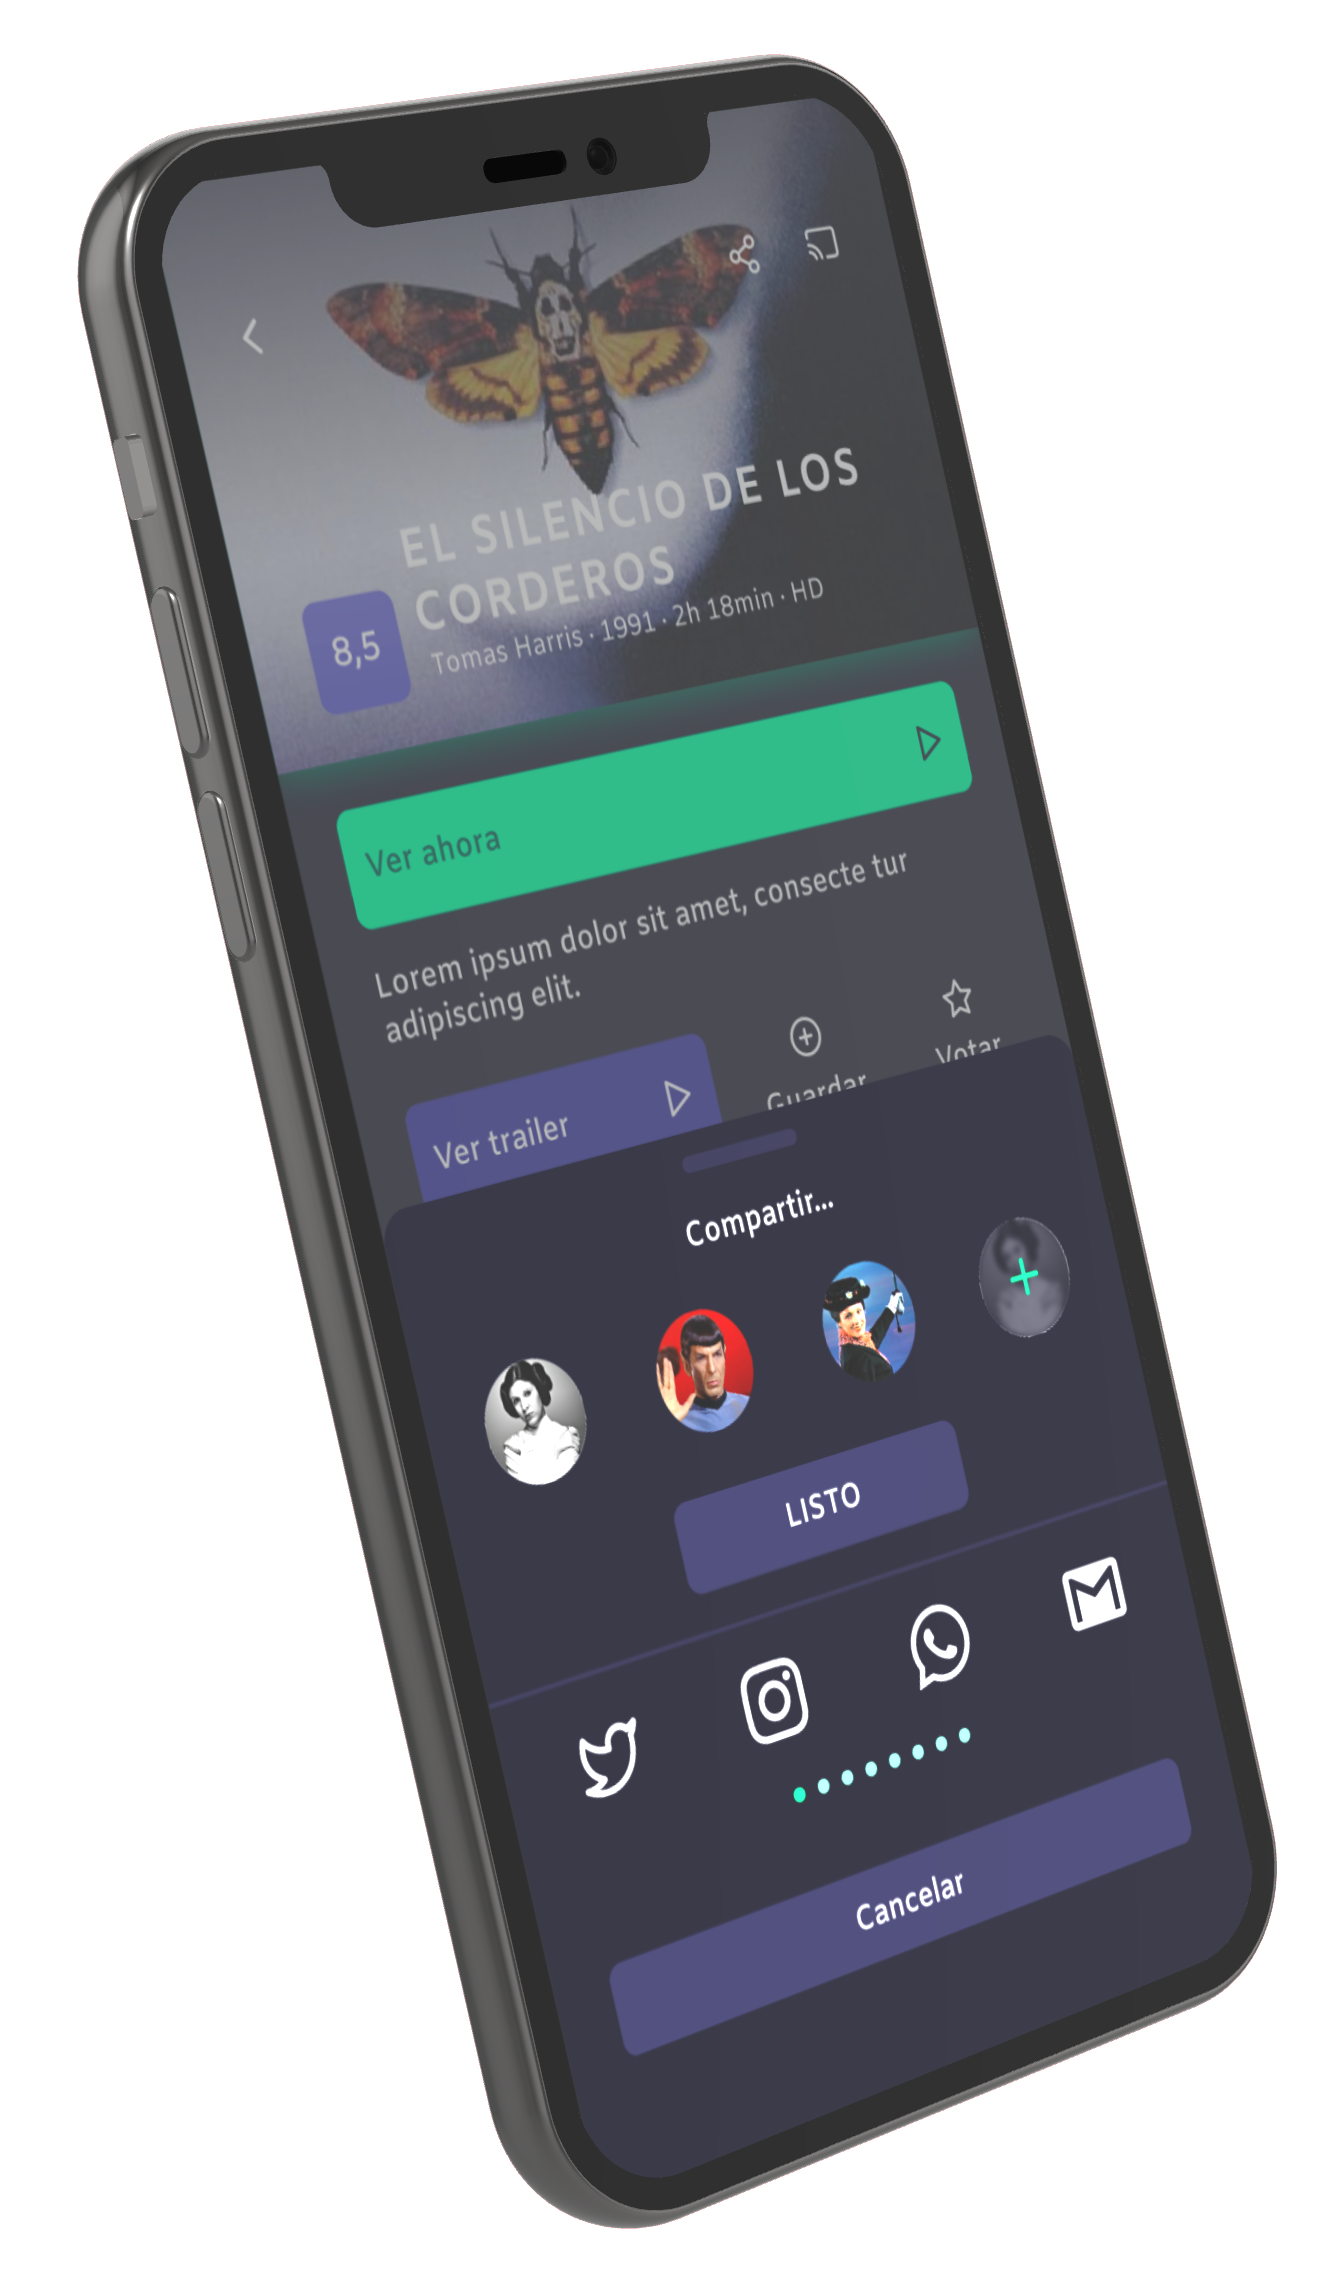 EL SILENCIO DE LOS
CORDEROS
8,5
Tomas Harris · 1991 · 2h 18min · HD
Ver ahora
Lorem ipsum dolor sit amet, consecte tur
adipiscing elit.
Ver trailer
Guardar
Votar
Compartir...
LISTO
Cancelar